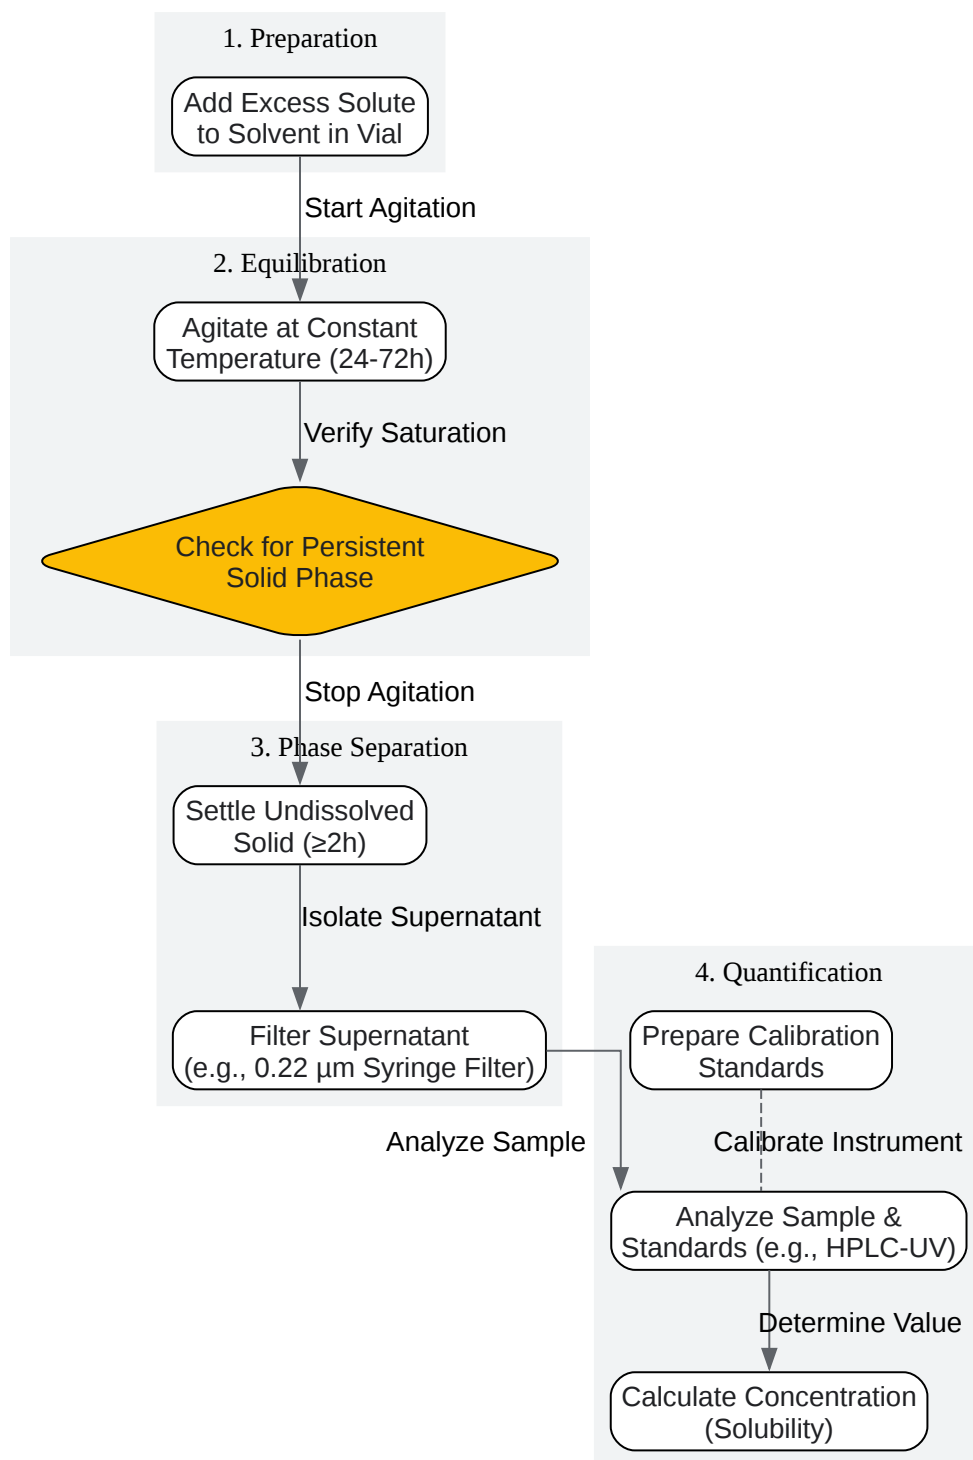 1. Preparation
Add Excess Solute
to Solvent in Vial
Start Agitation
2. Equilibration
Agitate at Constant
Temperature (24-72h)
Verify Saturation
Check for Persistent
Solid Phase
Stop Agitation
3. Phase Separation
Settle Undissolved
Solid (≥2h)
Isolate Supernatant
Filter Supernatant
(e.g., 0.22 µm Syringe Filter)
Analyze Sample
4. Quantification
Prepare Calibration
Standards
Calibrate Instrument
Analyze Sample &
Standards (e.g., HPLC-UV)
Determine Value
Calculate Concentration
(Solubility)